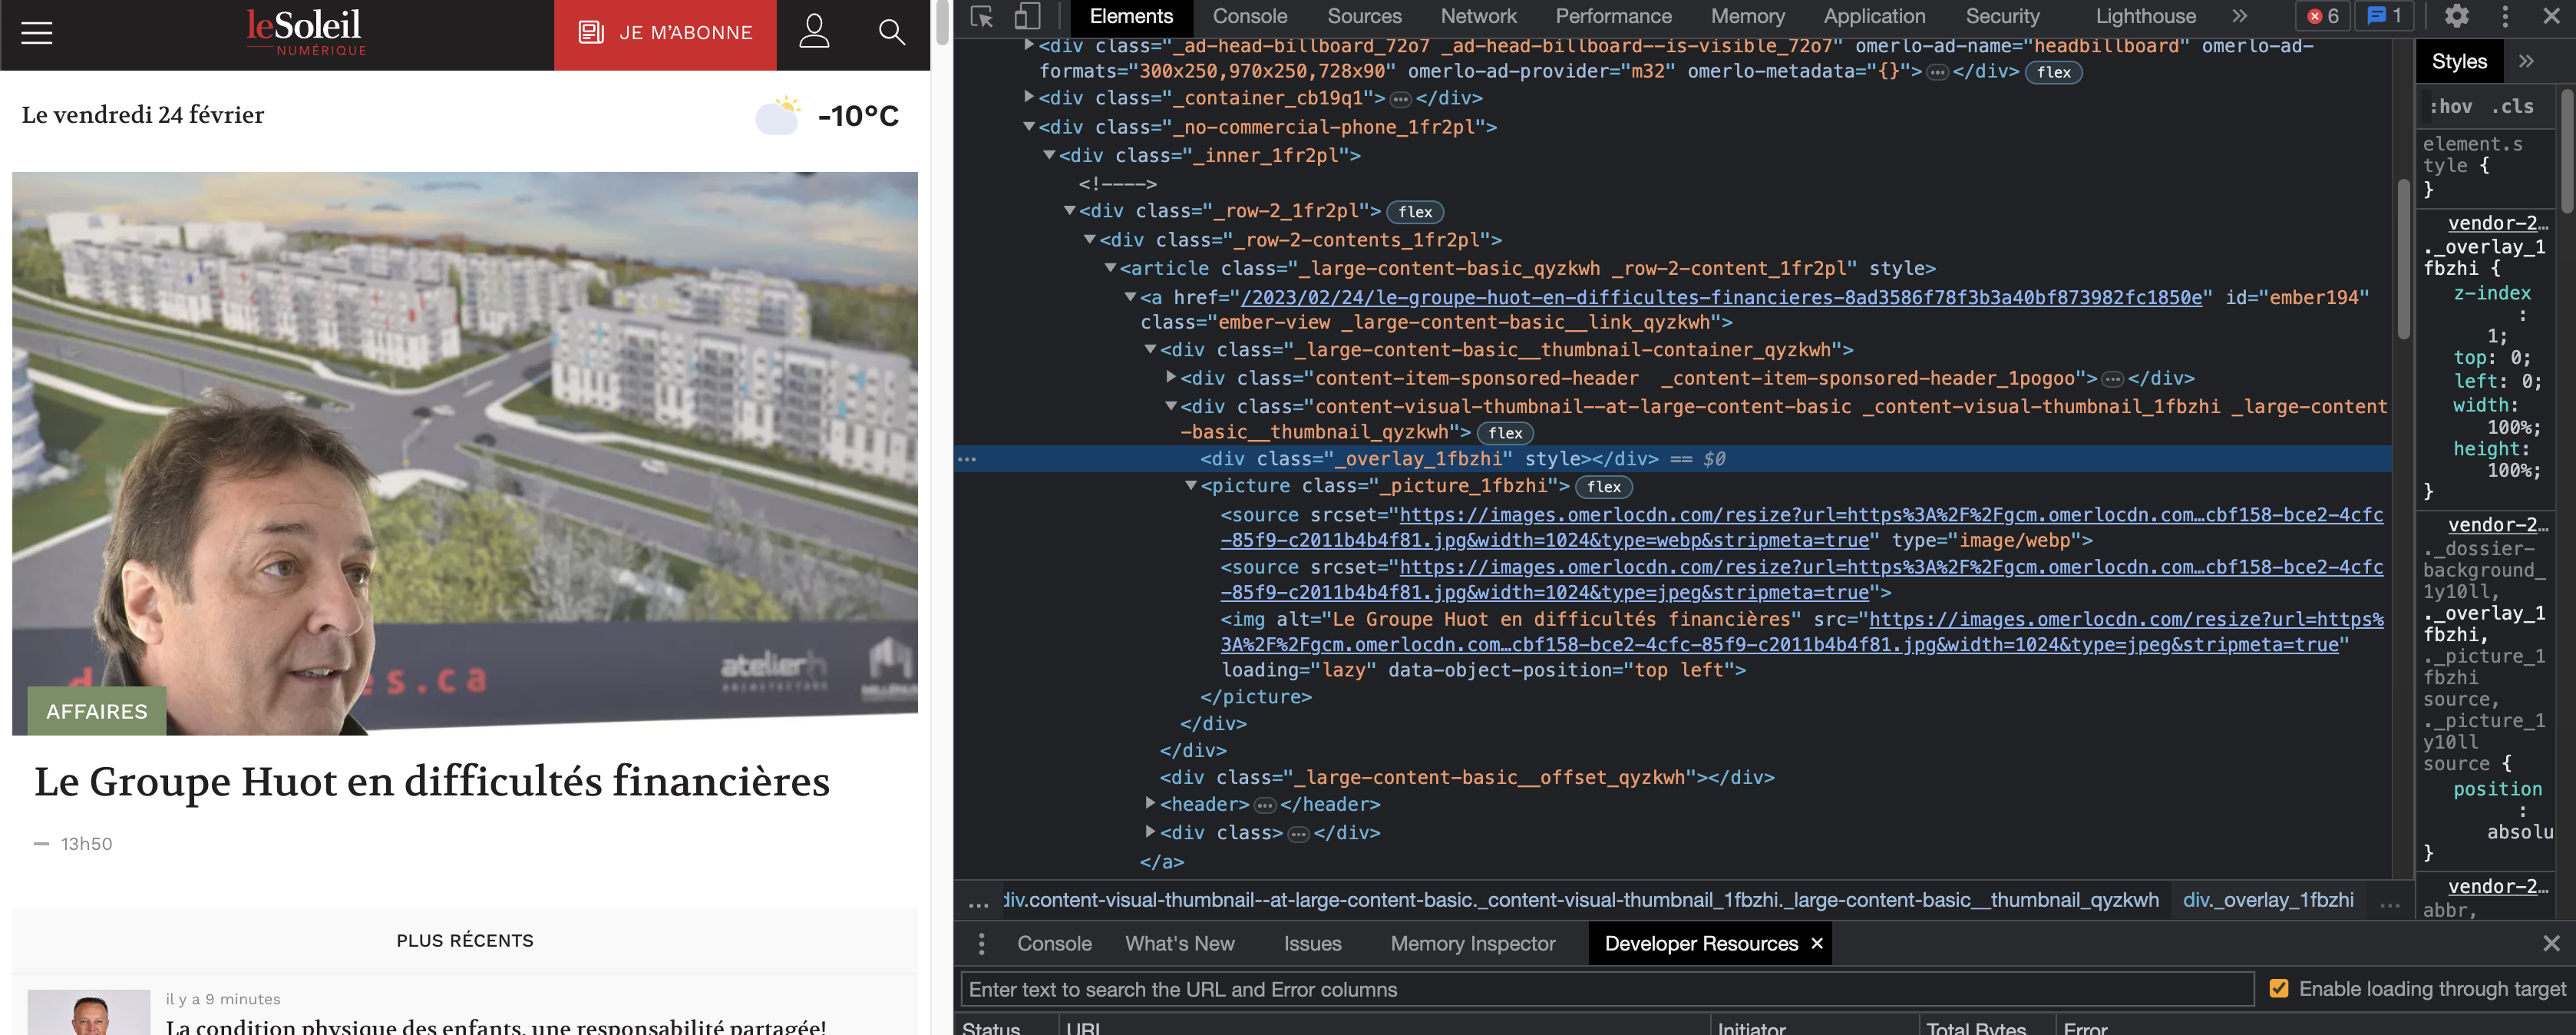 leSoleil
NUMÉRIQUE
JE M'ABONNE
Le vendredi 24 février
-10°C
atelierh
ARCHITECTURE
AFFAIRES
Le Groupe Huot en difficultés financières
13h50
PLUS RÉCENTS
il y a 9 minutes
La condition physique des enfants, une responsabilité partagée!
Elements Console Sources Network Performance Memory Application Security Lighthouse » 6 1
<div class="_ad-head-billboard_72o7 _ad-head-billboard--is-visible_72o7" omerlo-ad-name="headbillboard" omerlo-ad-
formats="300x250,970x250,728x90" omerlo-ad-provider="m32" omerlo-metadata="{}">…</div> flex
<div class="_container_cb19q1">…</div>
<div class="_no-commercial-phone_1fr2pl">
<div class="_inner_1fr2pl">
<!---->
<div class="_row-2_1fr2pl"> flex
<div class="_row-2-contents_1fr2pl">
<article class="_large-content-basic_qyzkwh _row-2-content_1fr2pl" style>
<a href="/2023/02/24/le-groupe-huot-en-difficultes-financieres-8ad3586f78f3b3a40bf873982fc1850e" id="ember194"
class="ember-view _large-content-basic__link_qyzkwh">
<div class="_large-content-basic__thumbnail-container_qyzkwh">
<div class="content-item-sponsored-header  _content-item-sponsored-header_1pogoo">…</div>
<div class="content-visual-thumbnail--at-large-content-basic _content-visual-thumbnail_1fbzhi _large-content
-basic__thumbnail_qyzkwh"> flex
… <div class="_overlay_1fbzhi" style></div> == $0
<picture class="_picture_1fbzhi"> flex
<source srcset="https://images.omerlocdn.com/resize?url=https%3A%2F%2Fgcm.omerlocdn.com…cbf158-bce2-4cfc
-85f9-c2011b4b4f81.jpg&width=1024&type=webp&stripmeta=true" type="image/webp">
<source srcset="https://images.omerlocdn.com/resize?url=https%3A%2F%2Fgcm.omerlocdn.com…cbf158-bce2-4cfc
-85f9-c2011b4b4f81.jpg&width=1024&type=jpeg&stripmeta=true">
<img alt="Le Groupe Huot en difficultés financières" src="https://images.omerlocdn.com/resize?url=https%
3A%2F%2Fgcm.omerlocdn.com…cbf158-bce2-4cfc-85f9-c2011b4b4f81.jpg&width=1024&type=jpeg&stripmeta=true"
loading="lazy" data-object-position="top left">
</picture>
</div>
</div>
<div class="_large-content-basic__offset_qyzkwh"></div>
<header>…</header>
<div class>…</div>
</a>
… div.content-visual-thumbnail--at-large-content-basic._content-visual-thumbnail_1fbzhi._large-content-basic__thumbnail_qyzkwh div._overlay_1fbzhi …
Styles »
:hov .cls
element.s
tyle {
}
vendor-2…
._overlay_1
fbzhi {
z-index
:
1;
top: 0;
left: 0;
width:
100%;
height:
100%;
}
vendor-2…
._dossier-
background_
1y10ll,
._overlay_1
fbzhi,
._picture_1
fbzhi
source,
._picture_1
y10ll
source {
position
:
absolu
}
vendor-2…
abbr,
Console What's New Issues Memory Inspector Developer Resources ×
Enter text to search the URL and Error columns
Enable loading through target
Status URL Initiator Total Bytes Error